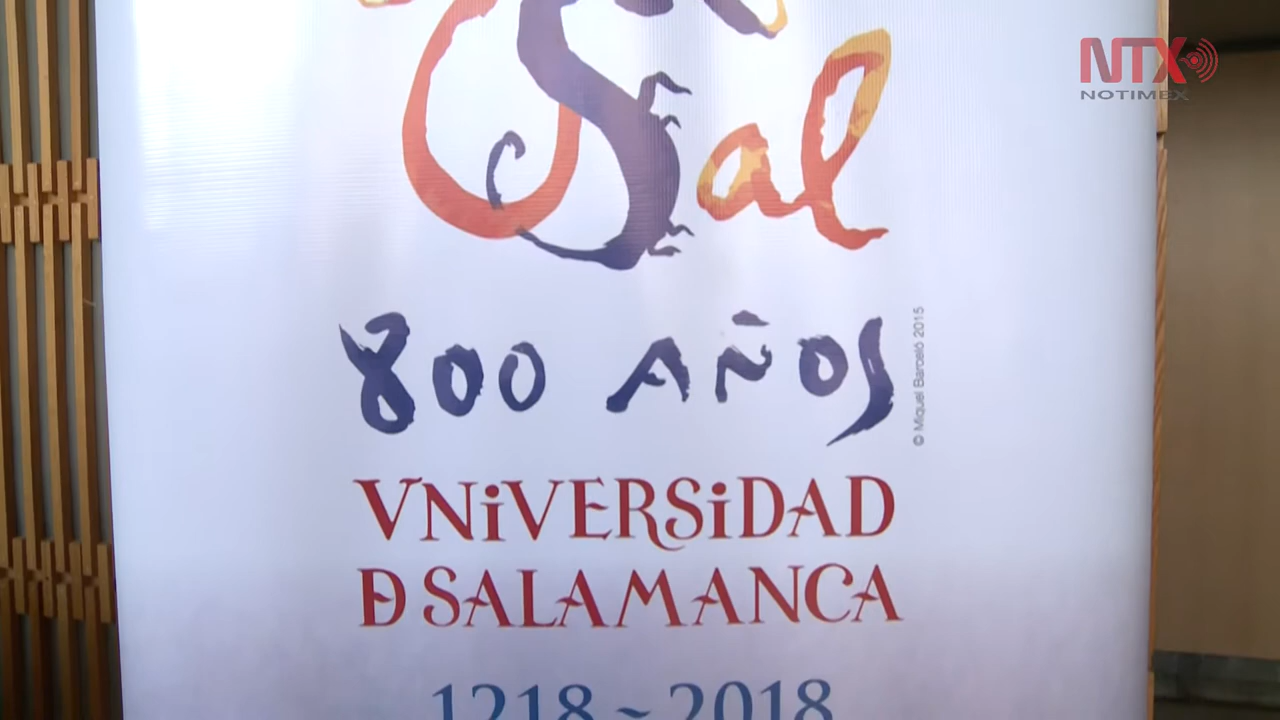 NTX
NOTIMEX
Sal
800 AÑOS
© Miquel Barceló 2015
VNiVERSiDAD
D SALAMANCA
1218 ~ 2018